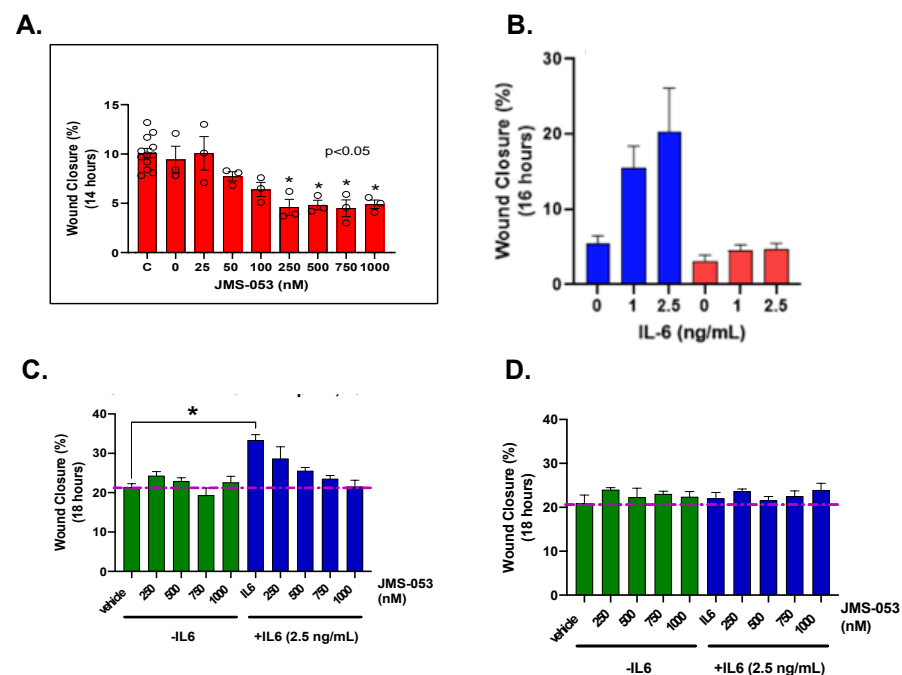 A.
Wound Closure (%)
(14 hours)
15
10
5
0
p<0.05
* * * *
C 0 25 50 100 250 500 750 1000
JMS-053 (nM)
B.
Wound Closure (%)
(16 hours)
30
20
10
0
0 1 2.5 0 1 2.5
IL-6 (ng/mL)
C.
Wound Closure (%)
(18 hours)
40
30
20
10
0
*
vehicle 250 500 750 1000 IL6 250 500 750 1000
JMS-053
(nM)
-IL6
+IL6 (2.5 ng/mL)
D.
Wound Closure (%)
(18 hours)
40
30
20
10
0
vehicle 250 500 750 1000 IL6 250 500 750 1000
JMS-053
(nM)
-IL6
+IL6 (2.5 ng/mL)